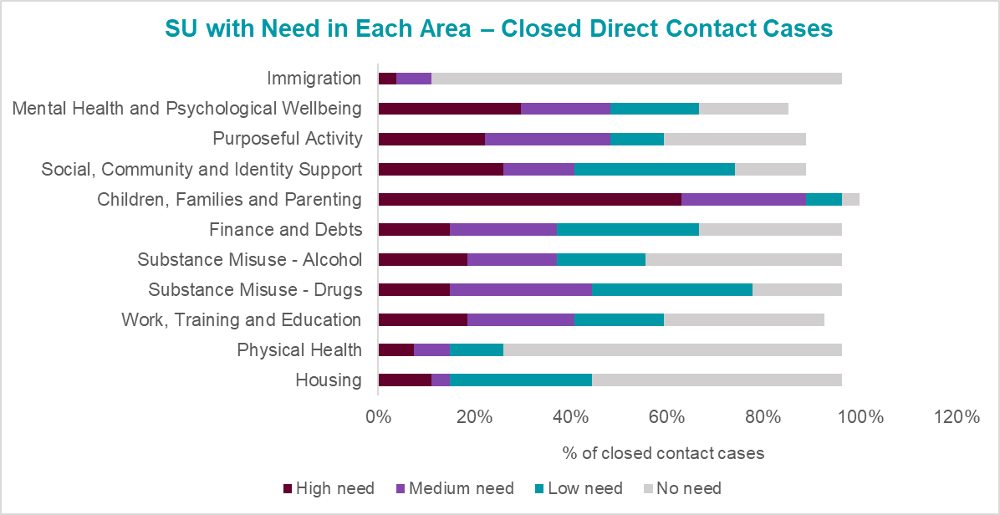 SU with Need in Each Area – Closed Direct Contact Cases
Immigration
Mental Health and Psychological Wellbeing
Purposeful Activity
Social, Community and Identity Support
Children, Families and Parenting
Finance and Debts
Substance Misuse - Alcohol
Substance Misuse - Drugs
Work, Training and Education
Physical Health
Housing
0% 20% 40% 60% 80% 100% 120%
% of closed contact cases
High need Medium need Low need No need